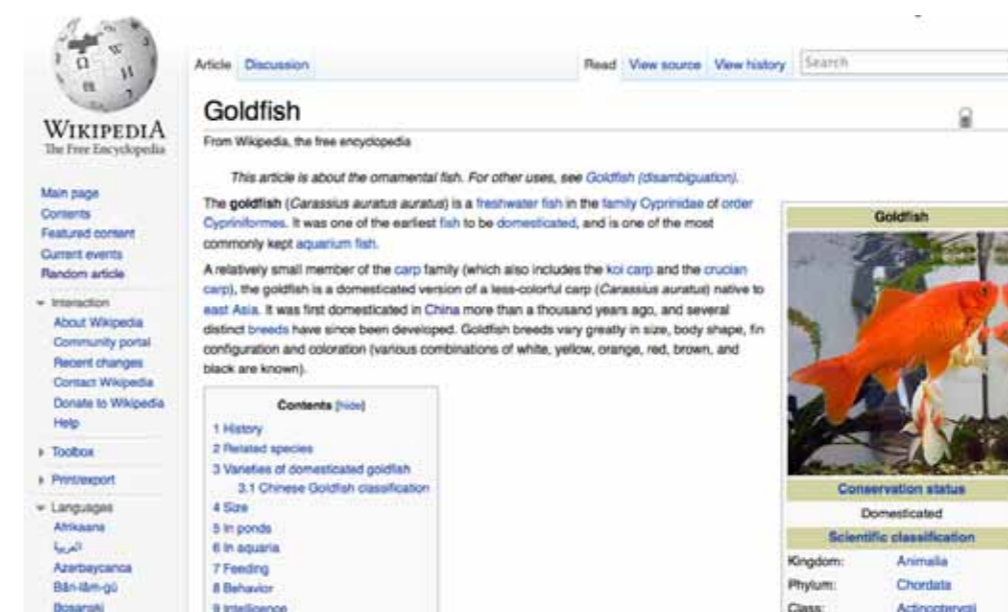 WIKIPEDIA
The Free Encyclopedia
Main page
Contents
Featured content
Current events
Random article
Interaction
About Wikipedia
Community portal
Recent changes
Contact Wikipedia
Donate to Wikipedia
Help
Toolbox
Print/export
Languages
Afrikaans
العربية
Azərbaycanca
Bân-lâm-gú
Bosanski
Article Discussion
Read View source View history Search
Goldfish
From Wikipedia, the free encyclopedia
This article is about the ornamental fish. For other uses, see Goldfish (disambiguation).
The goldfish (Carassius auratus auratus) is a freshwater fish in the family Cyprinidae of order
Cypriniformes. It was one of the earliest fish to be domesticated, and is one of the most
commonly kept aquarium fish.
A relatively small member of the carp family (which also includes the koi carp and the crucian
carp), the goldfish is a domesticated version of a less-colorful carp (Carassius auratus) native to
east Asia. It was first domesticated in China more than a thousand years ago, and several
distinct breeds have since been developed. Goldfish breeds vary greatly in size, body shape, fin
configuration and coloration (various combinations of white, yellow, orange, red, brown, and
black are known).
Contents [hide]
1 History
2 Related species
3 Varieties of domesticated goldfish
3.1 Chinese Goldfish classification
4 Size
5 In ponds
6 In aquaria
7 Feeding
8 Behavior
9 Intelligence
Goldfish
Conservation status
Domesticated
Scientific classification
Kingdom: Animalia
Phylum: Chordata
Class: Actinopterygii